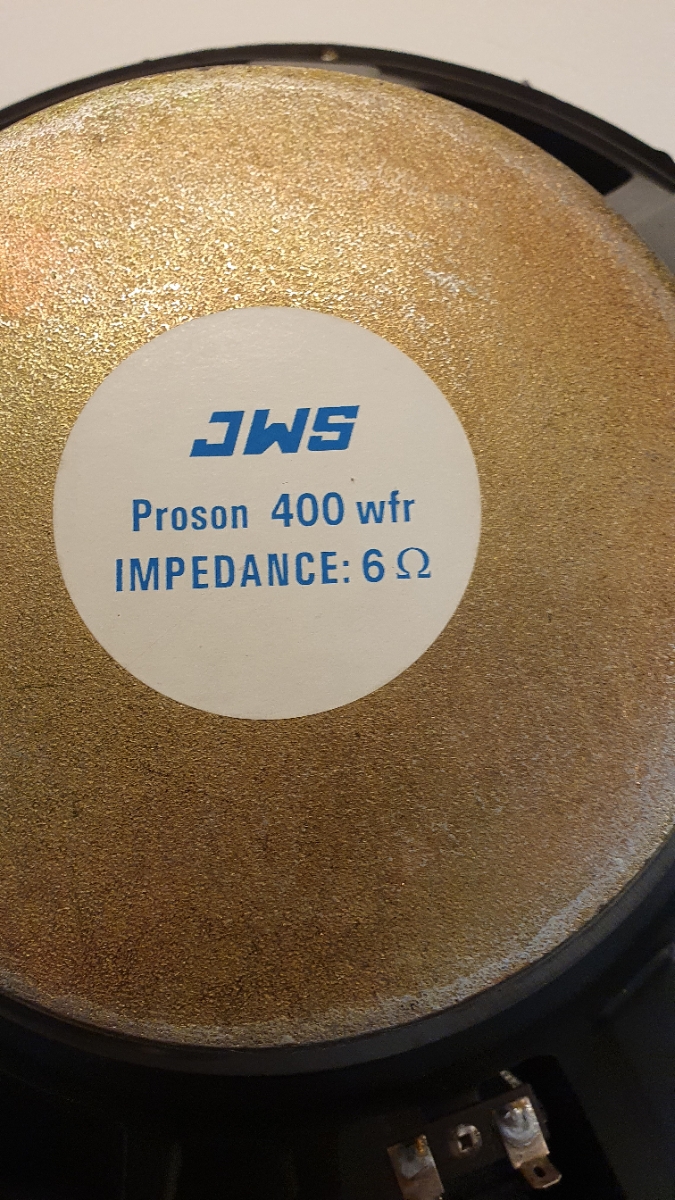 JWS
Proson 400 wfr
IMPEDANCE: 6 Ω